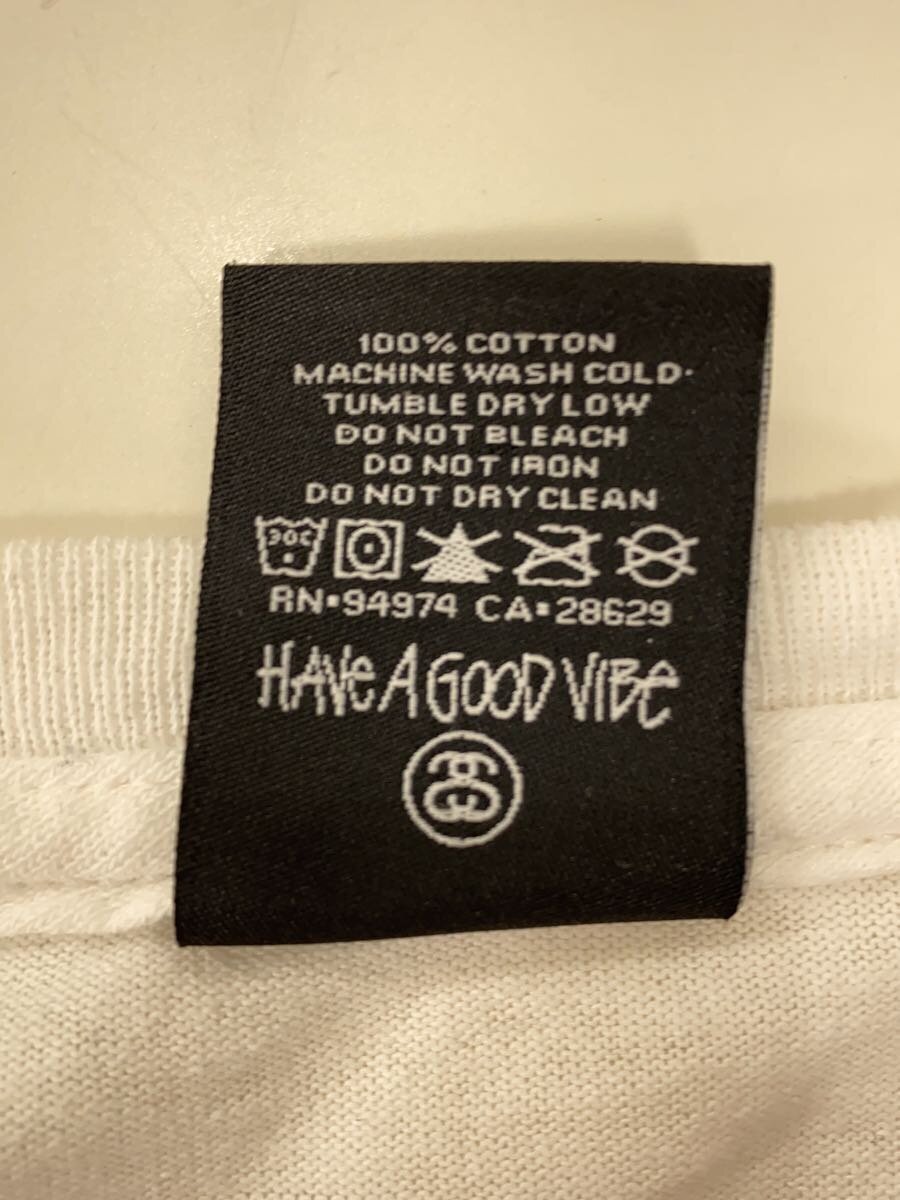 100% COTTON
MACHINE WASH COLD·
TUMBLE DRY LOW
DO NOT BLEACH
DO NOT IRON
DO NOT DRY CLEAN
30C
RN▪94974 CA▪28629
HAVE A GOOD VIBE